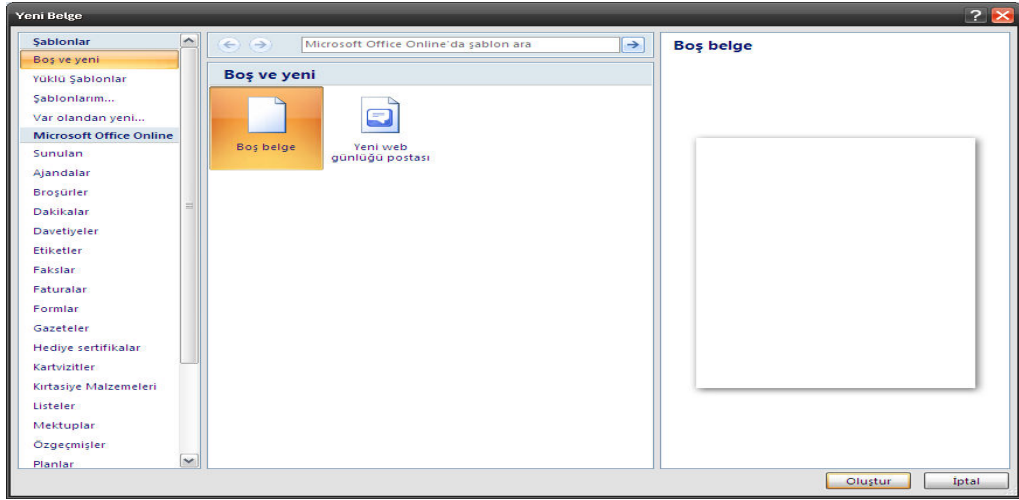 Yeni Belge
Şablonlar
Boş ve yeni
Yüklü Şablonlar
Şablonlarım...
Var olandan yeni...
Microsoft Office Online
Sunulan
Ajandalar
Broşürler
Dakikalar
Davetiyeler
Etiketler
Fakslar
Faturalar
Formlar
Gazeteler
Hediye sertifikalar
Kartvizitler
Kırtasiye Malzemeleri
Listeler
Mektuplar
Özgeçmişler
Planlar
Microsoft Office Online'da şablon ara
Boş ve yeni
Boş belge
Yeni web
günlüğü postası
Boş belge
Oluştur
İptal